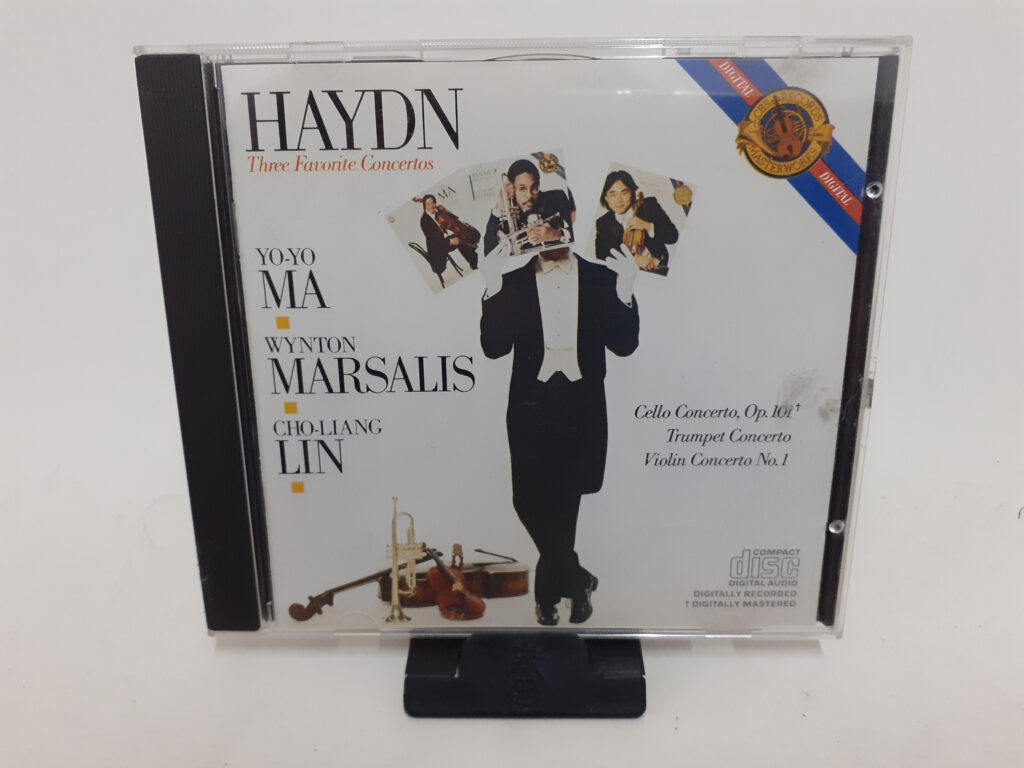 HAYDN
Three Favorite Concertos
DIGITAL
CBS RECORDS
MASTERWORKS
DIGITAL
MA
YO-YO
MA
WYNTON
MARSALIS
CHO-LIANG
LIN
Cello Concerto, Op. 101†
Trumpet Concerto
Violin Concerto No. 1
COMPACT
disc
DIGITAL AUDIO
DIGITALLY RECORDED
† DIGITALLY MASTERED